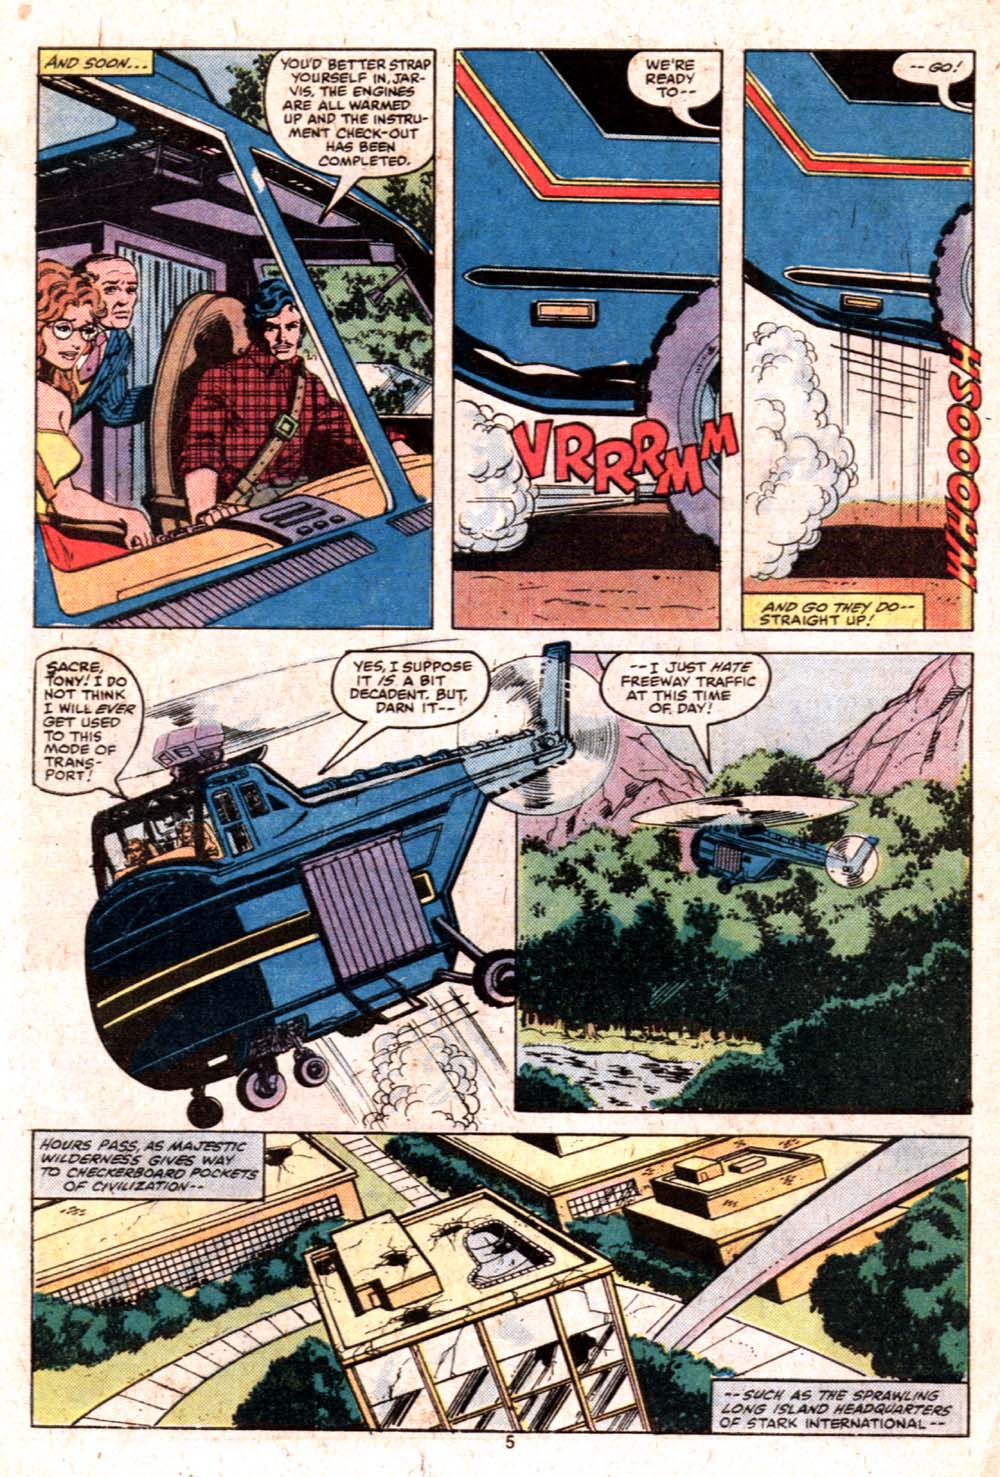 AND SOON...
YOU'D BETTER STRAP
YOURSELF IN, JAR-
VIS. THE ENGINES
ARE ALL WARMED
UP AND THE INSTRU-
MENT CHECK-OUT
HAS BEEN
COMPLETED.
WE'RE
READY
TO--
VRRRMMM
--GO!
WHOOOOSH
AND GO THEY DO--
STRAIGHT UP!
SACRE,
TONY! I DO
NOT THINK
I WILL EVER
GET USED
TO THIS
MODE OF
TRANS-
PORT!
YES, I SUPPOSE
IT IS A BIT
DECADENT. BUT,
DARN IT--
--I JUST HATE
FREEWAY TRAFFIC
AT THIS TIME
OF DAY!
HOURS PASS, AS MAJESTIC
WILDERNESS GIVES WAY
TO CHECKERBOARD POCKETS
OF CIVILIZATION--
--SUCH AS THE SPRAWLING
LONG ISLAND HEADQUARTERS
OF STARK INTERNATIONAL--
5